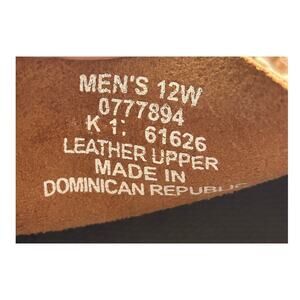 MEN'S 12W
0777894
K 1: 61626
LEATHER UPPER
MADE IN
DOMINICAN REPUBLIC